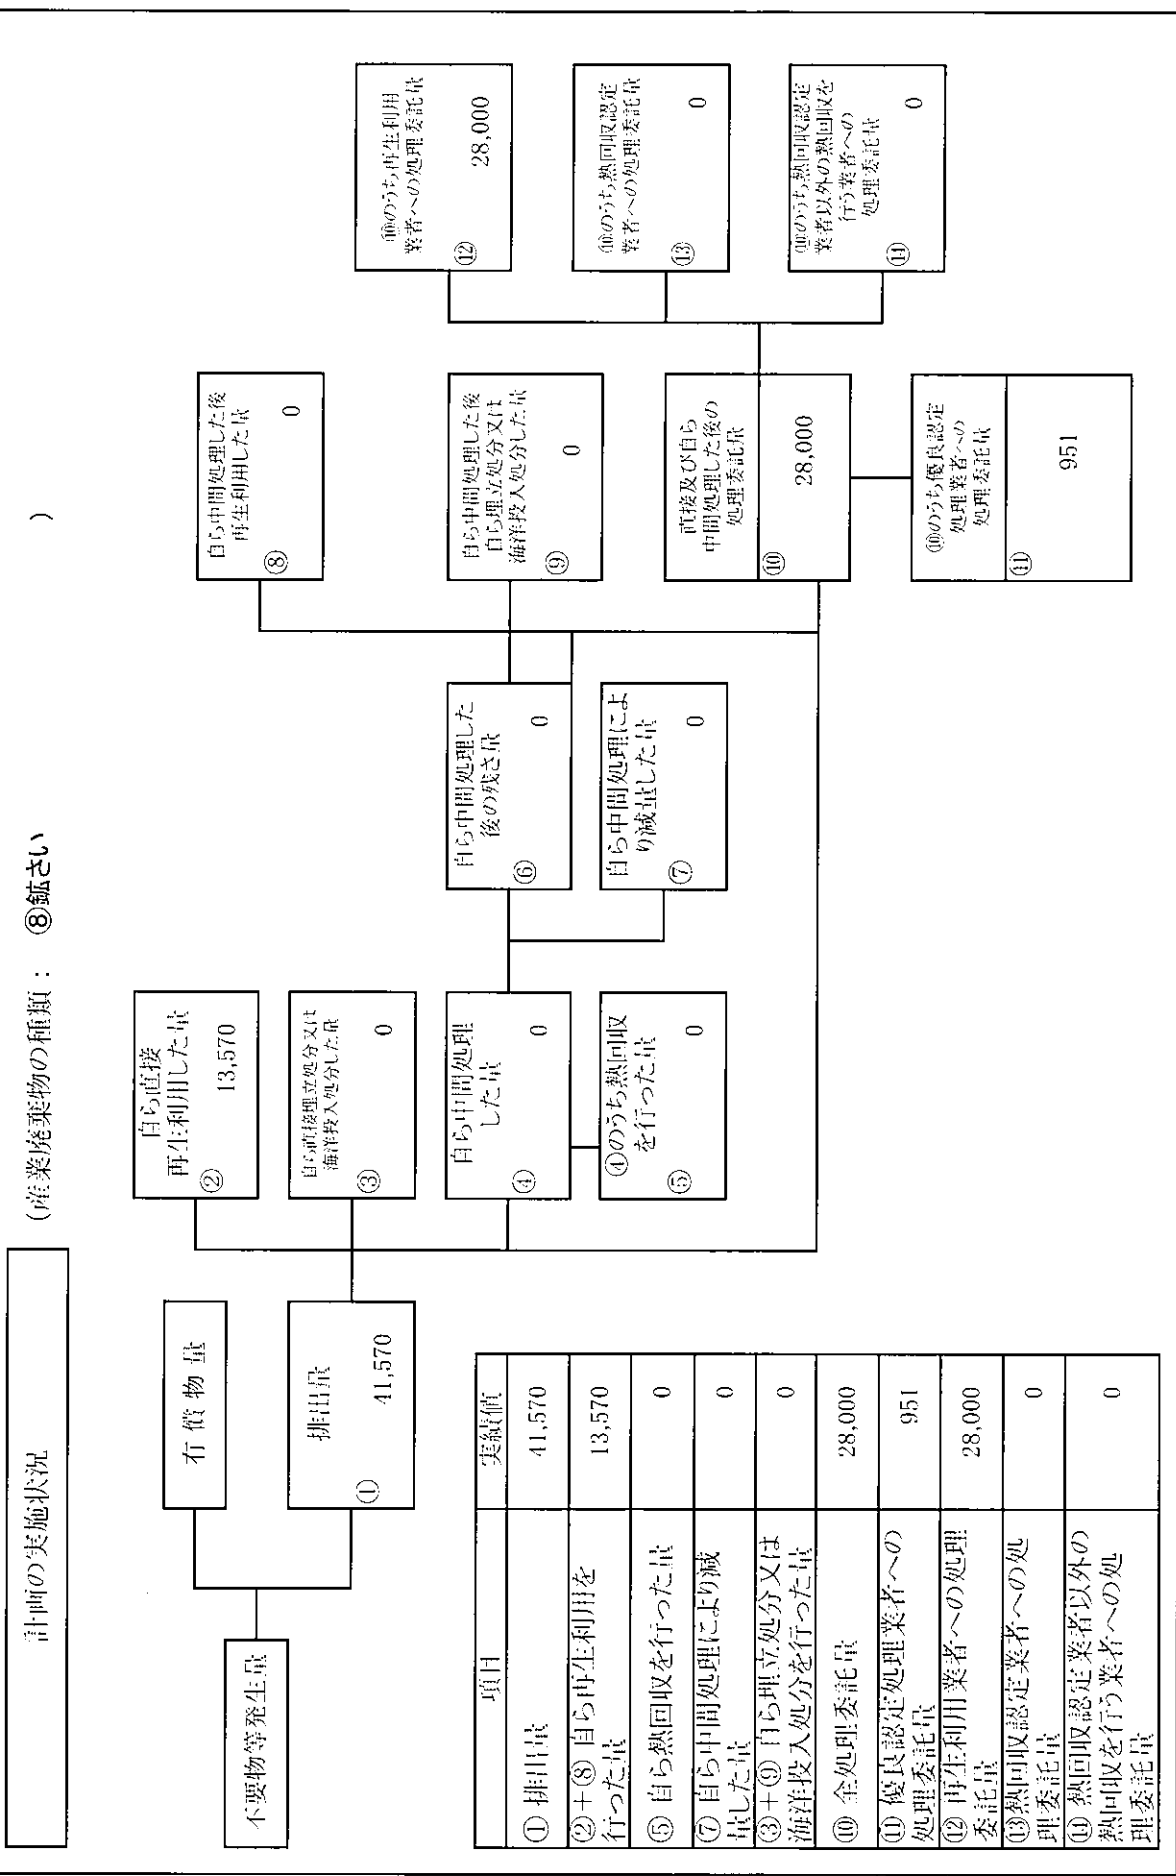 計画の実施状況
(産業廃棄物の種類： ⑧鉱さい )
不要物等発生量
有償物量
排出量
① 41,570
自ら直接
再生利用した量
② 13,570
自ら直接埋立処分又は
海洋投入処分した量
③ 0
自ら中間処理
した量
④ 0
④のうち熱回収
を行った量
⑤ 0
自ら中間処理した
後の残さ量
⑥ 0
自ら中間処理によ
り減量した量
⑦ 0
自ら中間処理した後
再生利用した量
⑧ 0
自ら中間処理した後
自ら埋立処分又は
海洋投入処分した量
⑨ 0
直接及び自ら
中間処理した後の
処理委託量
⑩ 28,000
⑩のうち優良認定
処理業者への
処理委託量
⑪ 951
⑩のうち再生利用
業者への処理委託量
⑫ 28,000
⑩のうち熱回収認定
業者への処理委託量
⑬ 0
⑩のうち熱回収認定
業者以外の熱回収を
行う業者への
処理委託量
⑭ 0
項目 実績値
① 排出量 41,570
②＋⑧ 自ら再生利用を
行った量 13,570
⑤ 自ら熱回収を行った量 0
⑦ 自ら中間処理により減
量した量 0
③＋⑨ 自ら埋立処分又は
海洋投入処分を行った量 0
⑩ 全処理委託量 28,000
⑪ 優良認定処理業者への
処理委託量 951
⑫ 再生利用業者への処理
委託量 28,000
⑬熱回収認定業者への処
理委託量 0
⑭ 熱回収認定業者以外の
熱回収を行う業者への処
理委託量 0